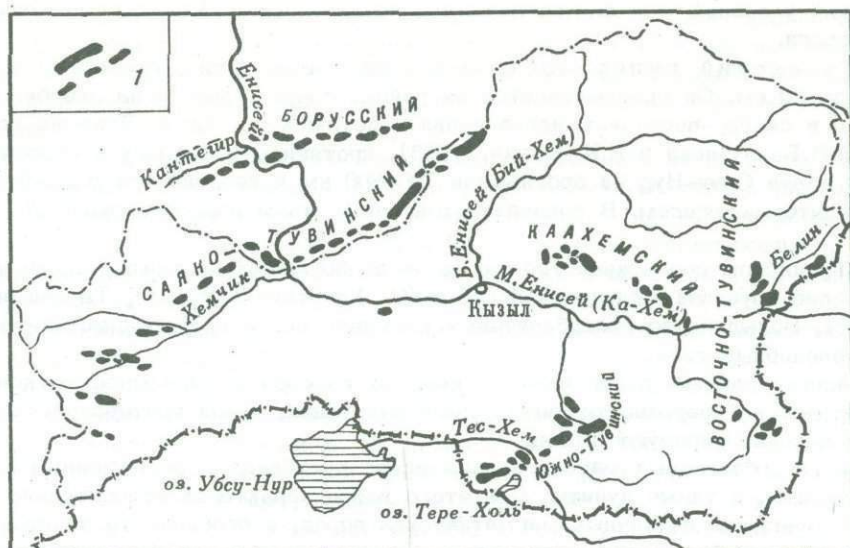 1
Енисей
БОРУССКИЙ
Кантегир
САЯНО-ТУВИНСКИЙ
Хемчик
Б. Енисей (Бий-Хем)
КААХЕМСКИЙ
М. Енисей (Ка-Хем)
Кызыл
ВОСТОЧНО-ТУВИНСКИЙ
Белин
Тес-Хем
Южно-
оз. Убсу-Нур
оз. Тере-Холь